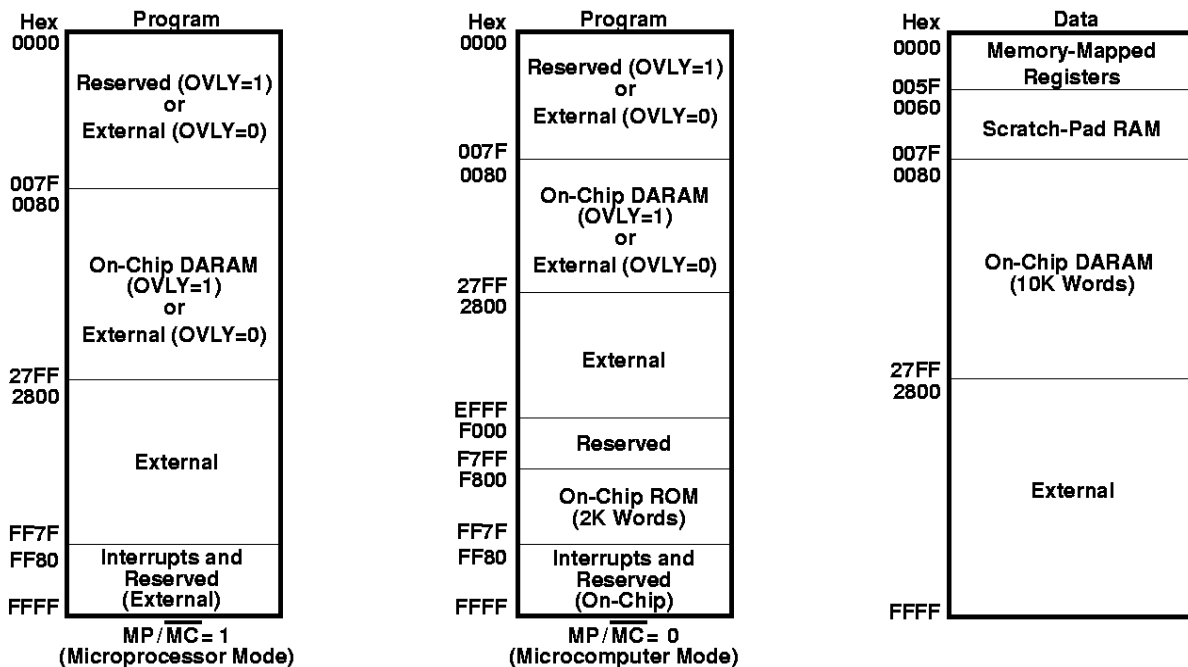 Hex Program
0000
Reserved (OVLY=1)
or
External (OVLY=0)
007F
0080
On-Chip DARAM
(OVLY=1)
or
External (OVLY=0)
27FF
2800
External
FF7F
FF80
Interrupts and
Reserved
(External)
FFFF
MP/MC= 1
(Microprocessor Mode)
Hex Program
0000
Reserved (OVLY=1)
or
External (OVLY=0)
007F
0080
On-Chip DARAM
(OVLY=1)
or
External (OVLY=0)
27FF
2800
External
EFFF
F000
Reserved
F7FF
F800
On-Chip ROM
(2K Words)
FF7F
FF80
Interrupts and
Reserved
(On-Chip)
FFFF
MP/MC= 0
(Microcomputer Mode)
Hex Data
0000
Memory-Mapped
Registers
005F
0060
Scratch-Pad RAM
007F
0080
On-Chip DARAM
(10K Words)
27FF
2800
External
FFFF